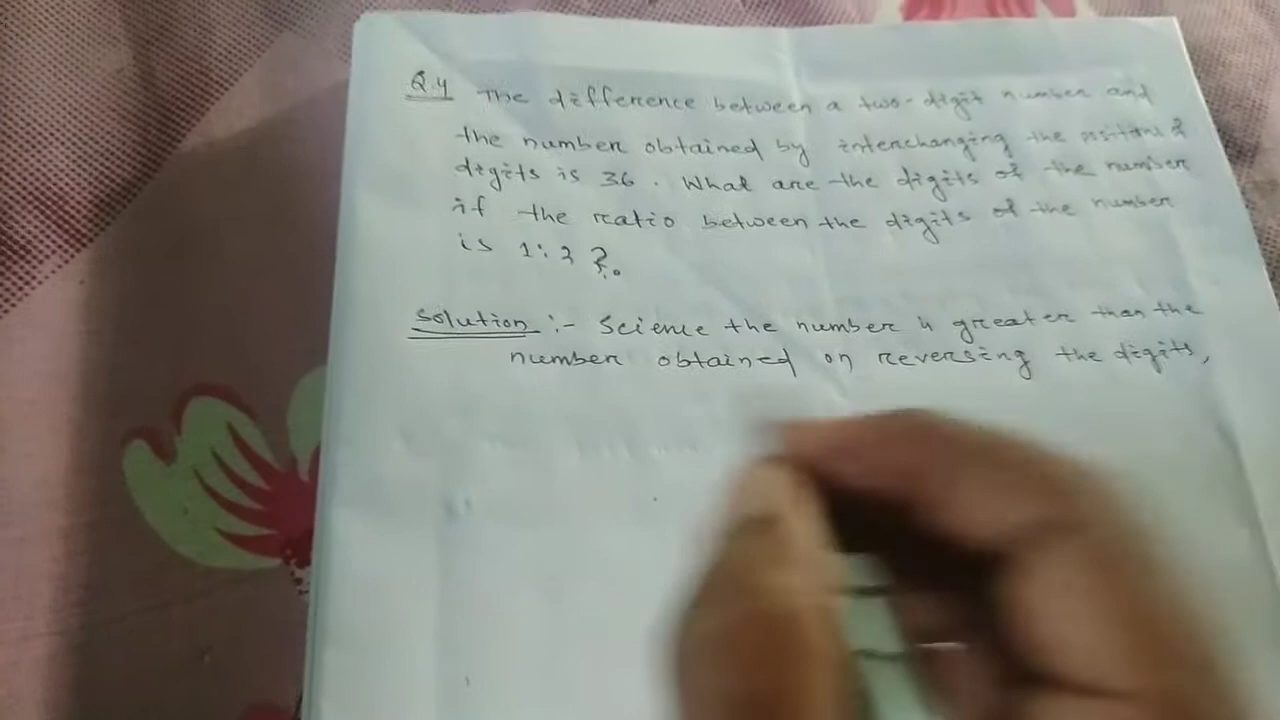 Q.4 The difference between a two-digit number and
the number obtained by interchanging the
digits is 36. What are the digits of the number
if the ratio between the digits of the number
is 1:2?
Solution :- Science the number is greater than the
number obtained on reversing the digits,